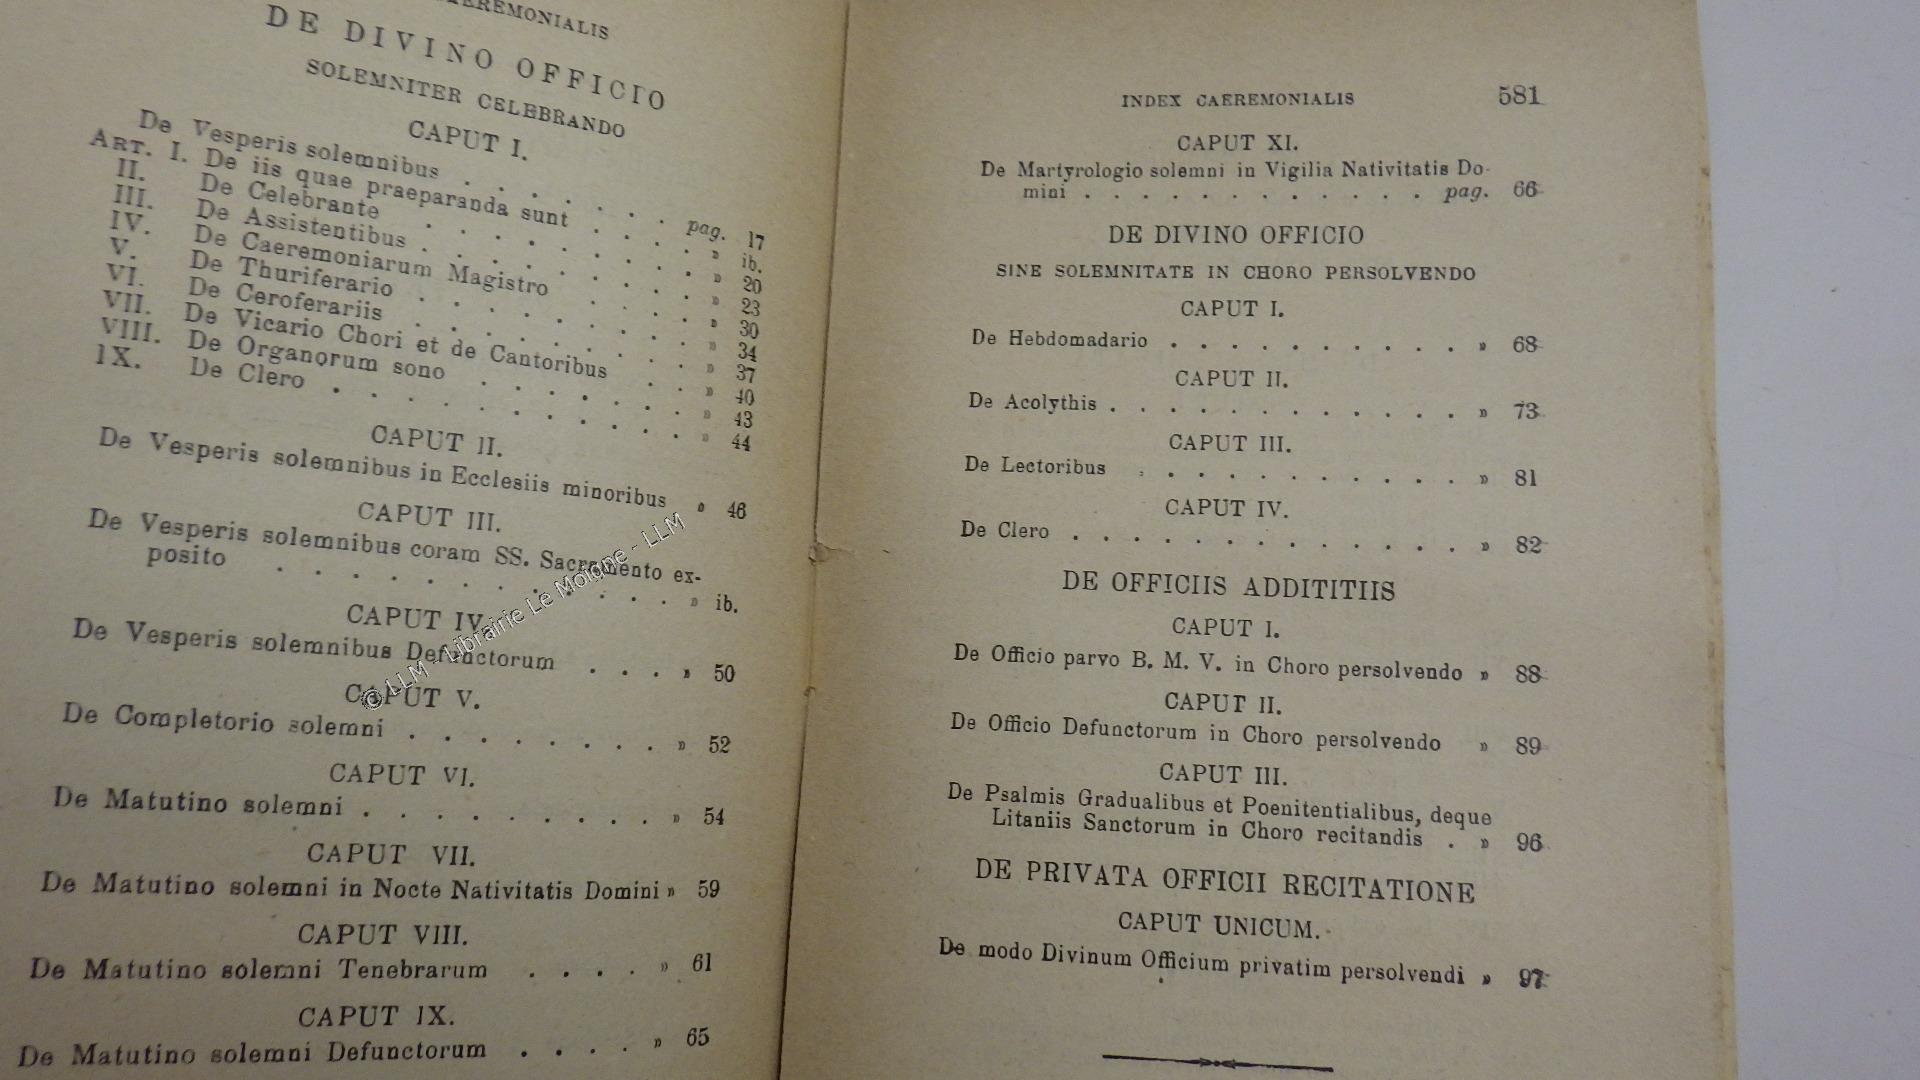 CAEREMONIALIS
DE DIVINO OFFICIO
SOLEMNITER CELEBRANDO
CAPUT I.
De Vesperis solemnibus . . . . . . . pag. 17
ART. I. De iis quae praeparanda sunt . . . . » ib.
II. De Celebrante . . . . . . . . » 20
III. De Assistentibus . . . . . . . . » 23
IV. De Caeremoniarum Magistro . . . . » 30
V. De Thuriferario . . . . . . . . » 34
VI. De Ceroferariis . . . . . . . . » 37
VII. De Vicario Chori et de Cantoribus . . » 40
VIII. De Organorum sono . . . . . . » 43
IX. De Clero . . . . . . . . . . » 44
CAPUT II.
De Vesperis solemnibus in Ecclesiis minoribus » 46
CAPUT III.
De Vesperis solemnibus coram SS. Sacramento ex-
posito . . . . . . . . . . . » ib.
CAPUT IV.
De Vesperis solemnibus Defunctorum . . . » 50
CAPUT V.
De Completorio solemni . . . . . . . . » 52
CAPUT VI.
De Matutino solemni . . . . . . . . . . » 54
CAPUT VII.
De Matutino solemni in Nocte Nativitatis Domini » 59
CAPUT VIII.
De Matutino solemni Tenebrarum . . . . » 61
CAPUT IX.
De Matutino solemni Defunctorum . . . . » 65
© LLM - Librairie Le Moigne - LLM
INDEX CAEREMONIALIS 581
CAPUT XI.
De Martyrologio solemni in Vigilia Nativitatis Do-
mini . . . . . . . . . . . . pag. 66
DE DIVINO OFFICIO
SINE SOLEMNITATE IN CHORO PERSOLVENDO
CAPUT I.
De Hebdomadario . . . . . . . . . . » 68
CAPUT II.
De Acolythis . . . . . . . . . . . . » 73
CAPUT III.
De Lectoribus . . . . . . . . . . . » 81
CAPUT IV.
De Clero . . . . . . . . . . . . . . » 82
DE OFFICIIS ADDITITIIS
CAPUT I.
De Officio parvo B. M. V. in Choro persolvendo » 88
CAPUT II.
De Officio Defunctorum in Choro persolvendo » 89
CAPUT III.
De Psalmis Gradualibus et Poenitentialibus, deque
Litaniis Sanctorum in Choro recitandis . » 96
DE PRIVATA OFFICII RECITATIONE
CAPUT UNICUM.
De modo Divinum Officium privatim persolvendi » 97